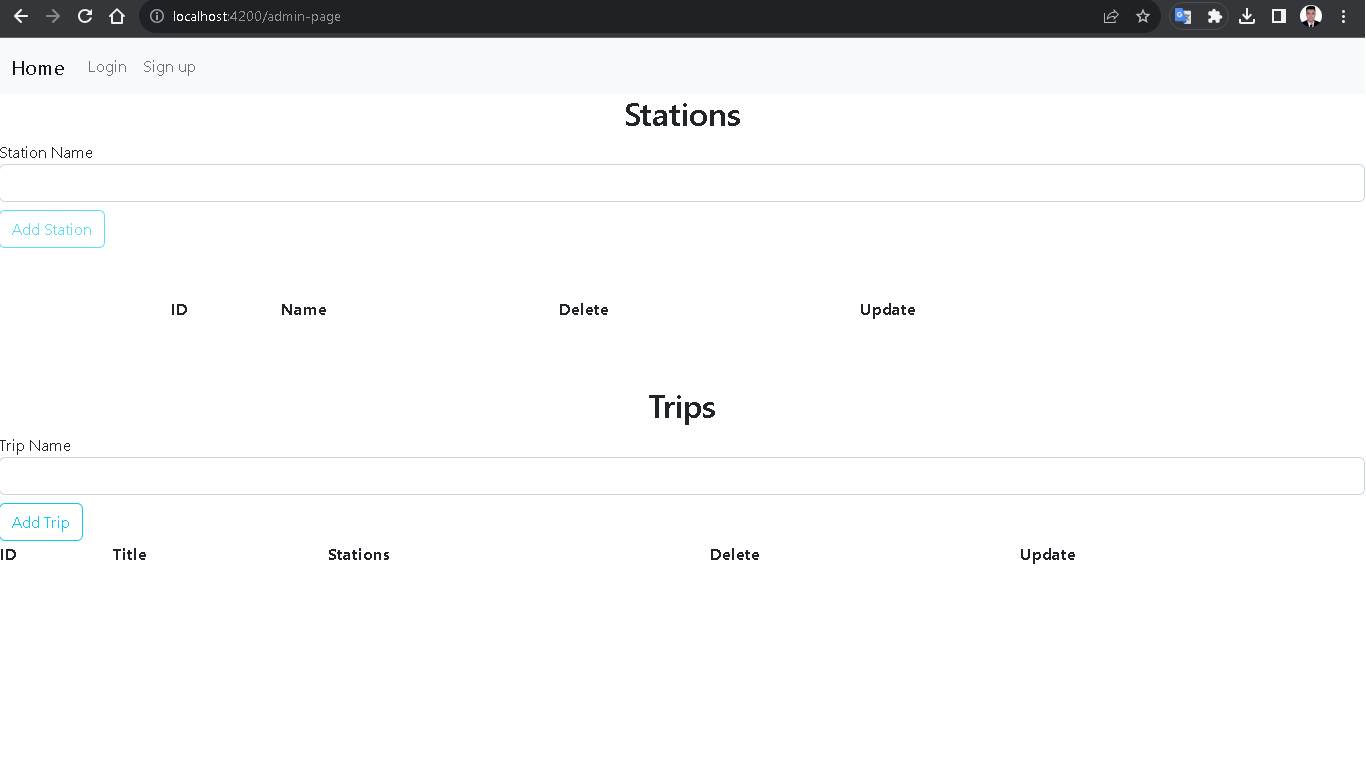 localhost:4200/admin-page
Home Login Sign up
Stations
Station Name
Add Station
ID Name Delete Update
Trips
Trip Name
Add Trip
ID Title Stations Delete Update